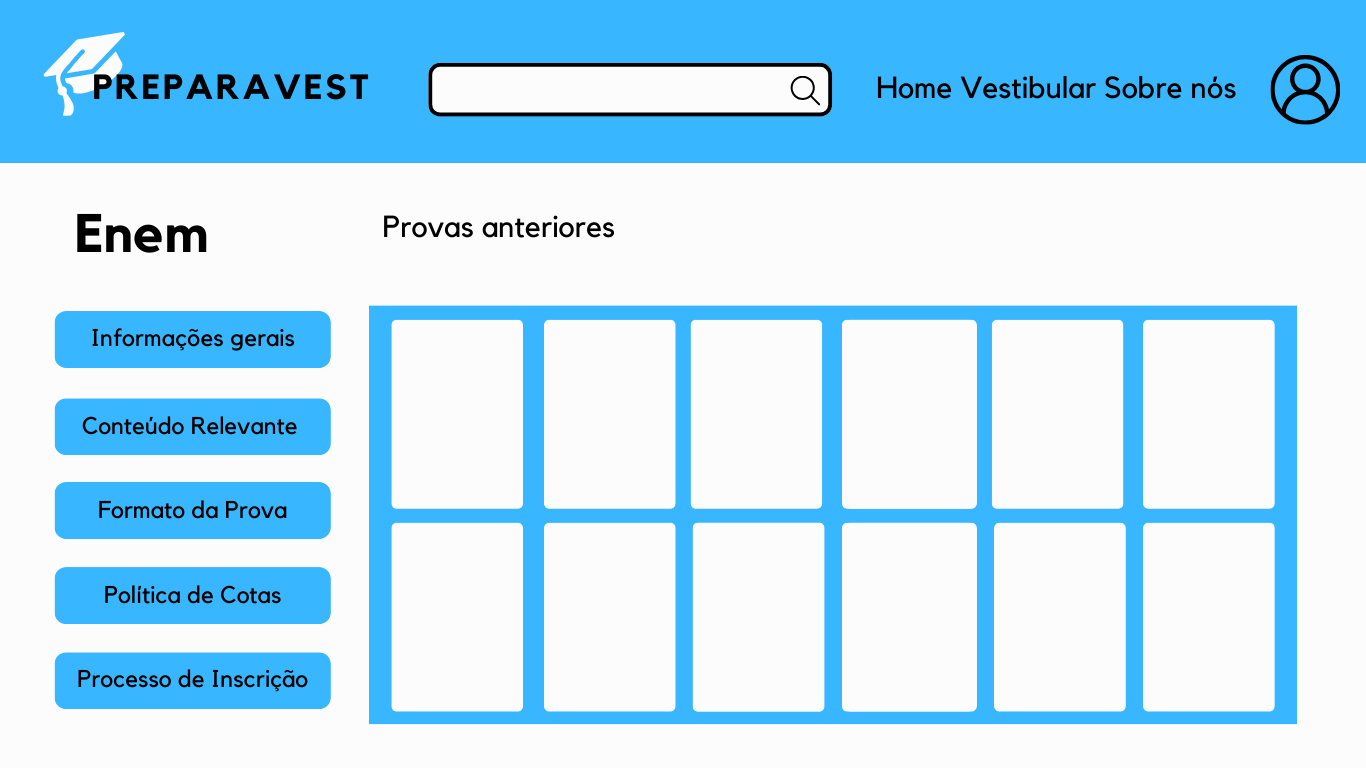 PREPARAVEST
Home Vestibular Sobre nós
Enem
Provas anteriores
Informações gerais
Conteúdo Relevante
Formato da Prova
Política de Cotas
Processo de Inscrição